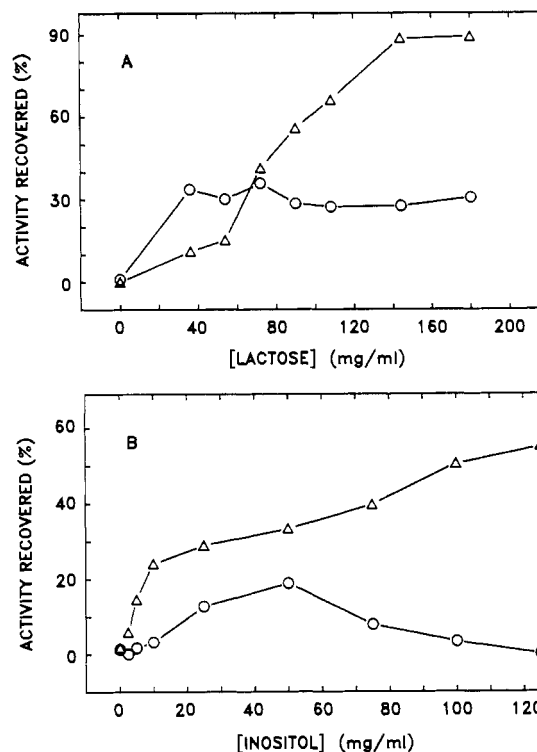 A
ACTIVITY RECOVERED (%)
90
60
30
0
0 40 80 120 160 200
[LACTOSE] (mg/ml)
B
ACTIVITY RECOVERED (%)
60
40
20
0
0 20 40 60 80 100 120
[INOSITOL] (mg/ml)